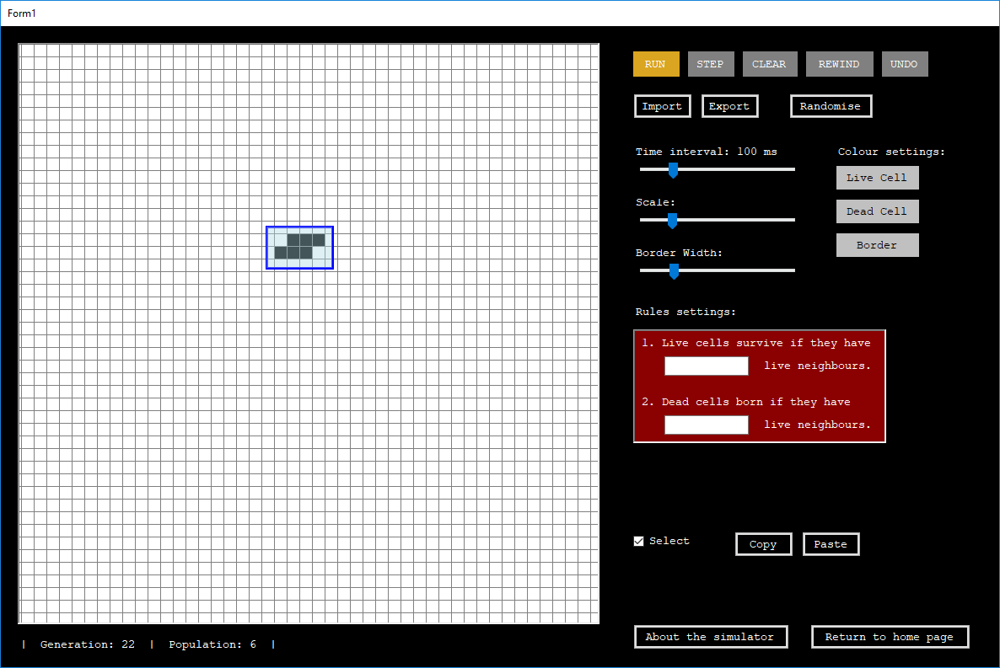 Form1
RUN STEP CLEAR REWIND UNDO
Import Export Randomise
Time interval: 100 ms
Colour settings:
Live Cell
Scale:
Dead Cell
Border
Border Width:
Rules settings:
1. Live cells survive if they have
live neighbours.
2. Dead cells born if they have
live neighbours.
Select Copy Paste
About the simulator Return to home page
| Generation: 22 | Population: 6 |